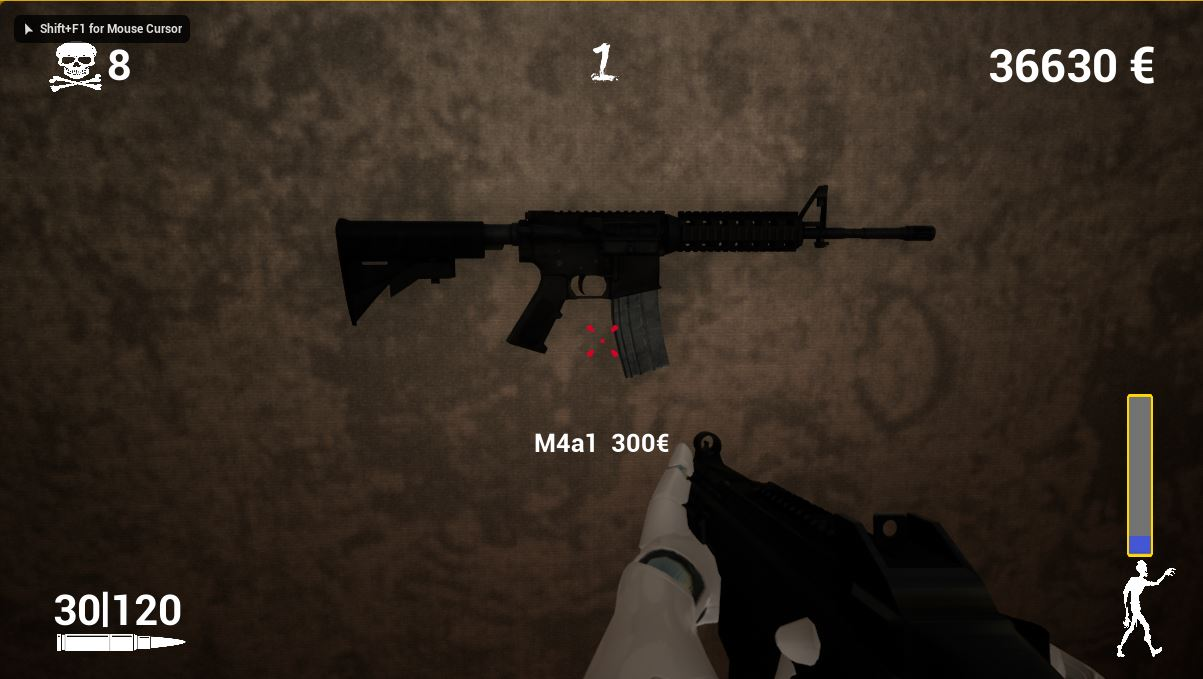 Shift+F1 for Mouse Cursor
8
1
36630 €
M4a1 300€
30|120